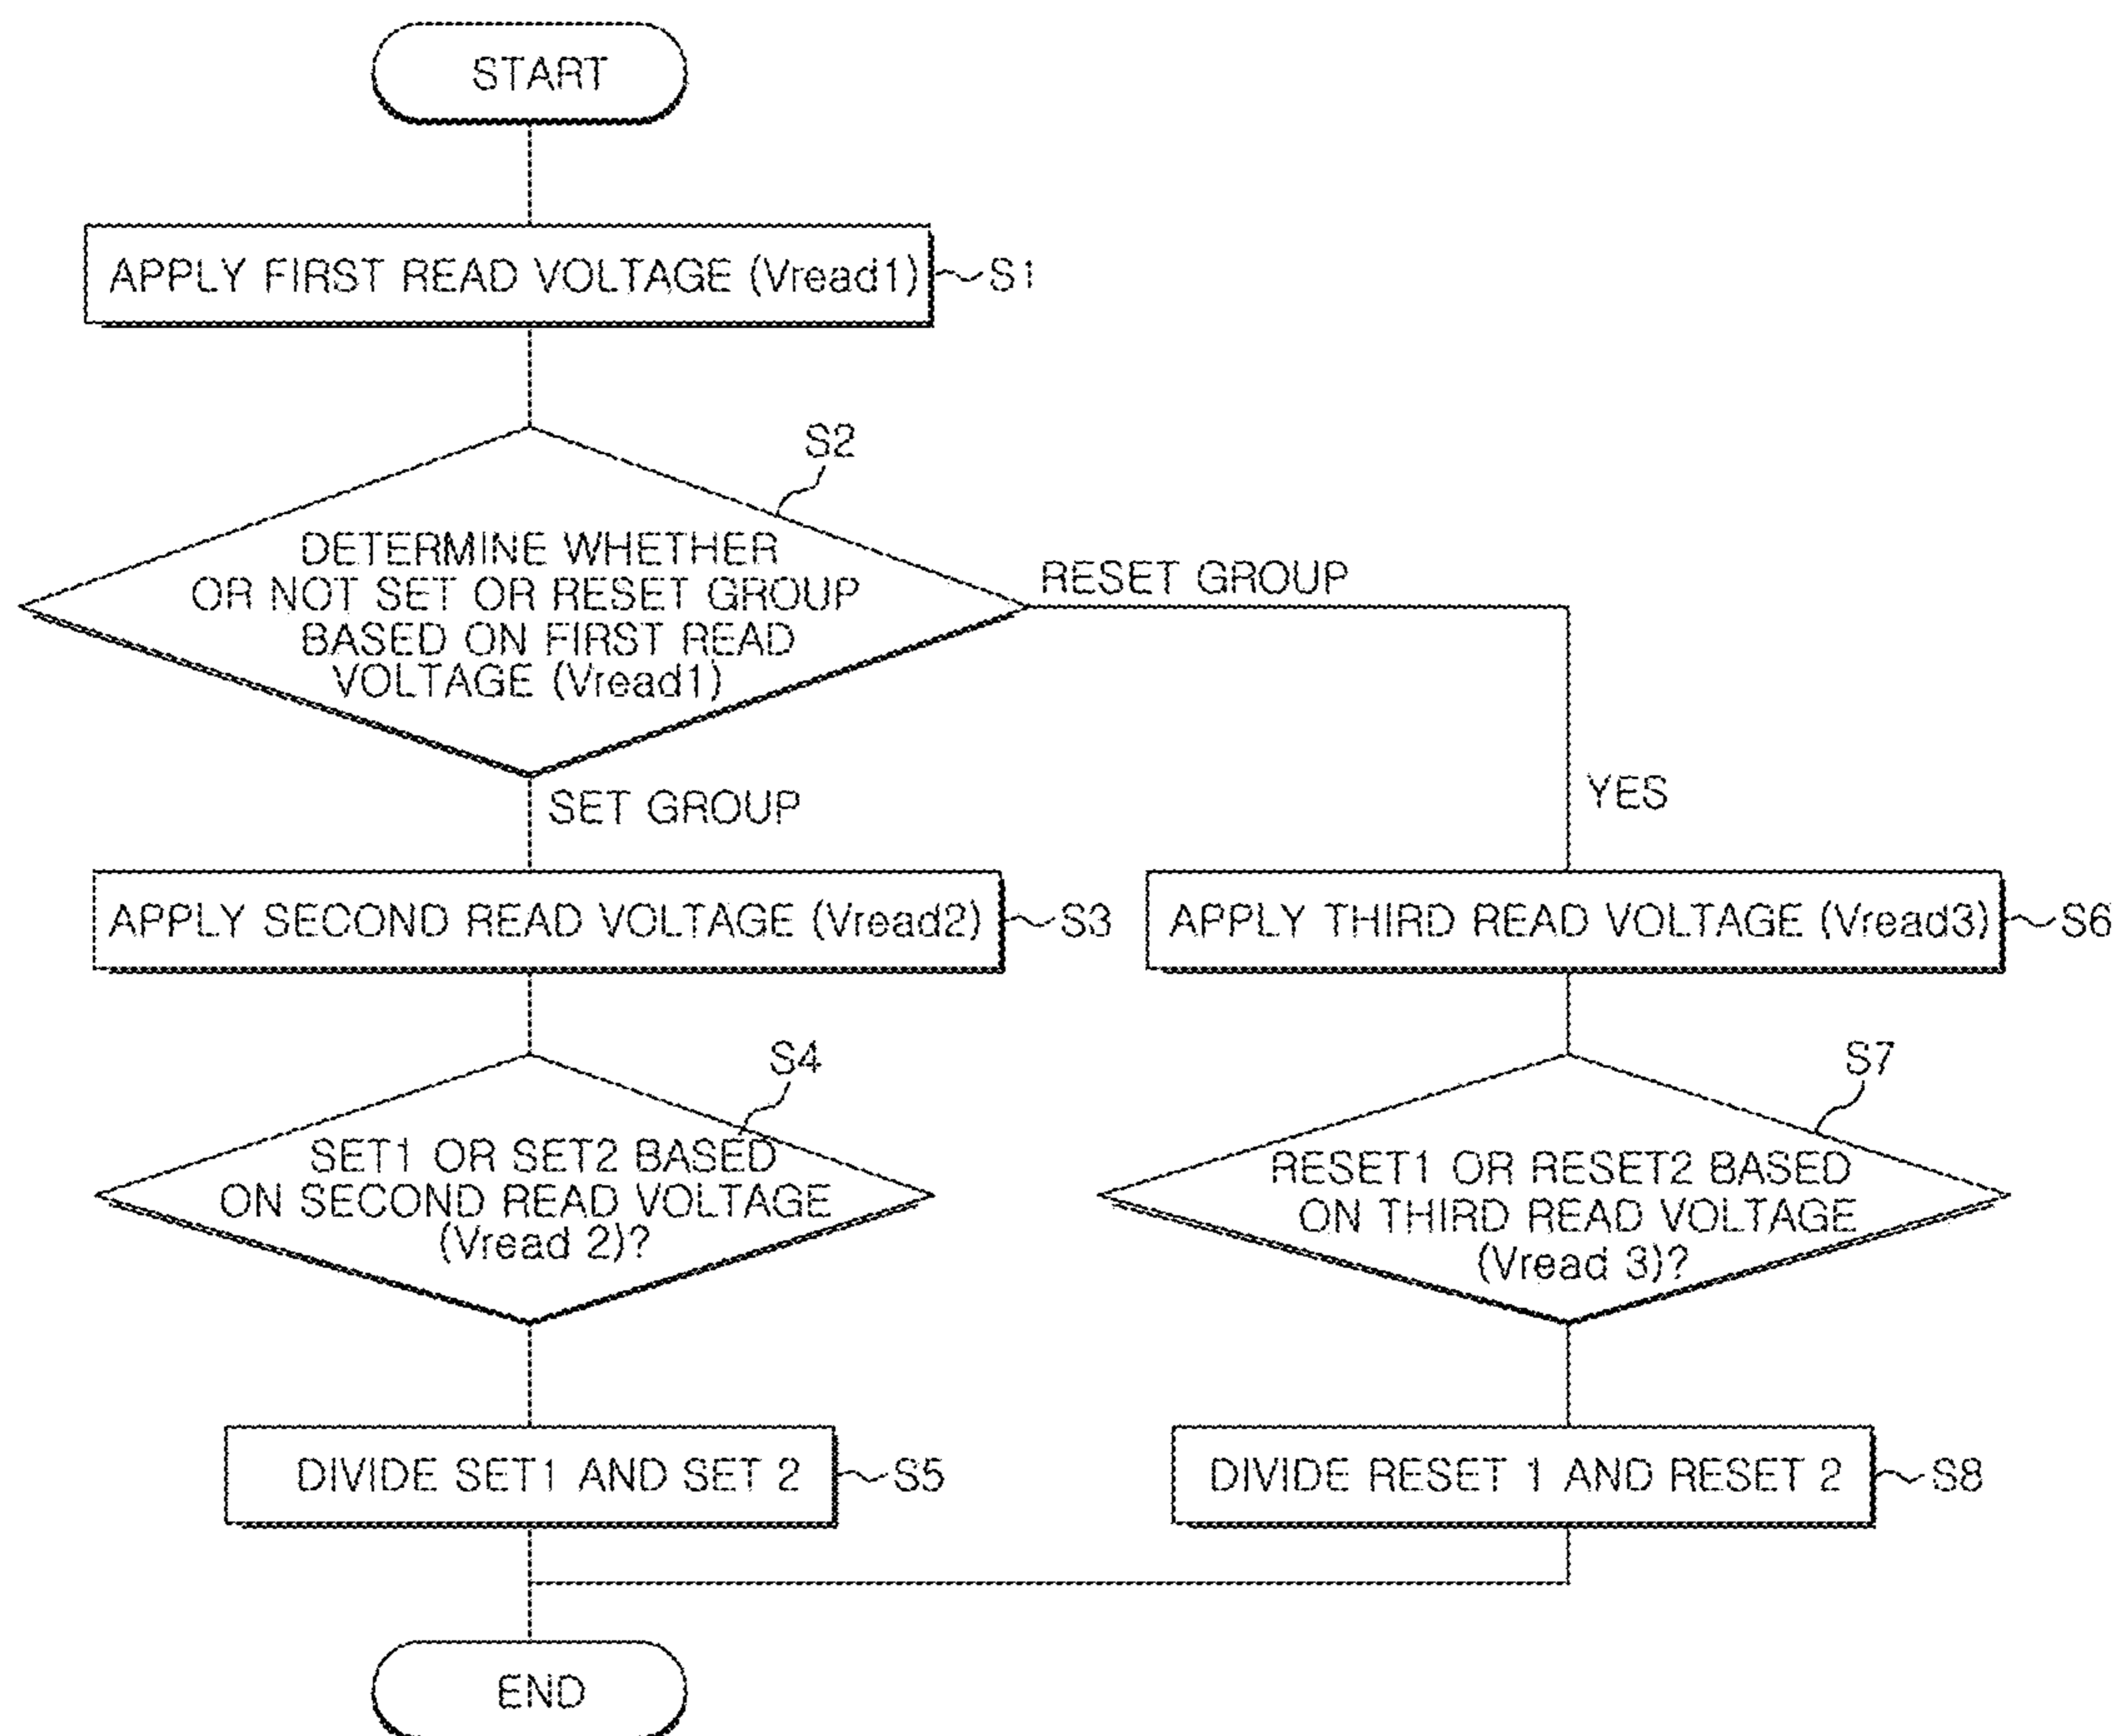 START
APPLY FIRST READ VOLTAGE (Vread1)
S1
S2
DETERMINE WHETHER
OR NOT SET OR RESET GROUP
BASED ON FIRST READ
VOLTAGE (Vread1)
RESET GROUP
SET GROUP
YES
APPLY SECOND READ VOLTAGE (Vread2)
S3
APPLY THIRD READ VOLTAGE (Vread3)
S6
S4
SET1 OR SET2 BASED
ON SECOND READ VOLTAGE
(Vread 2)?
S7
RESET1 OR RESET2 BASED
ON THIRD READ VOLTAGE
(Vread 3)?
DIVIDE SET1 AND SET 2
S5
DIVIDE RESET 1 AND RESET 2
S8
END